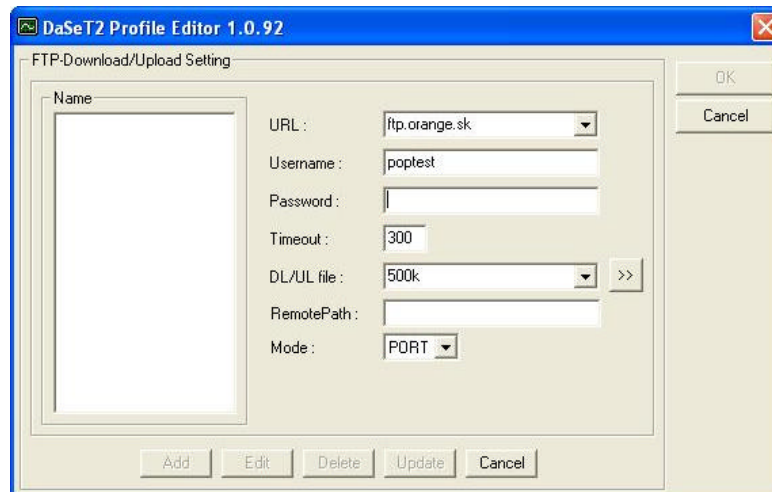 DaSeT2 Profile Editor 1.0.92
FTP-Download/Upload Setting
OK
Cancel
Name
URL : ftp.orange.sk
Username : poptest
Password :
Timeout : 300
DL/UL file : 500k >>
RemotePath :
Mode : PORT
Add Edit Delete Update Cancel